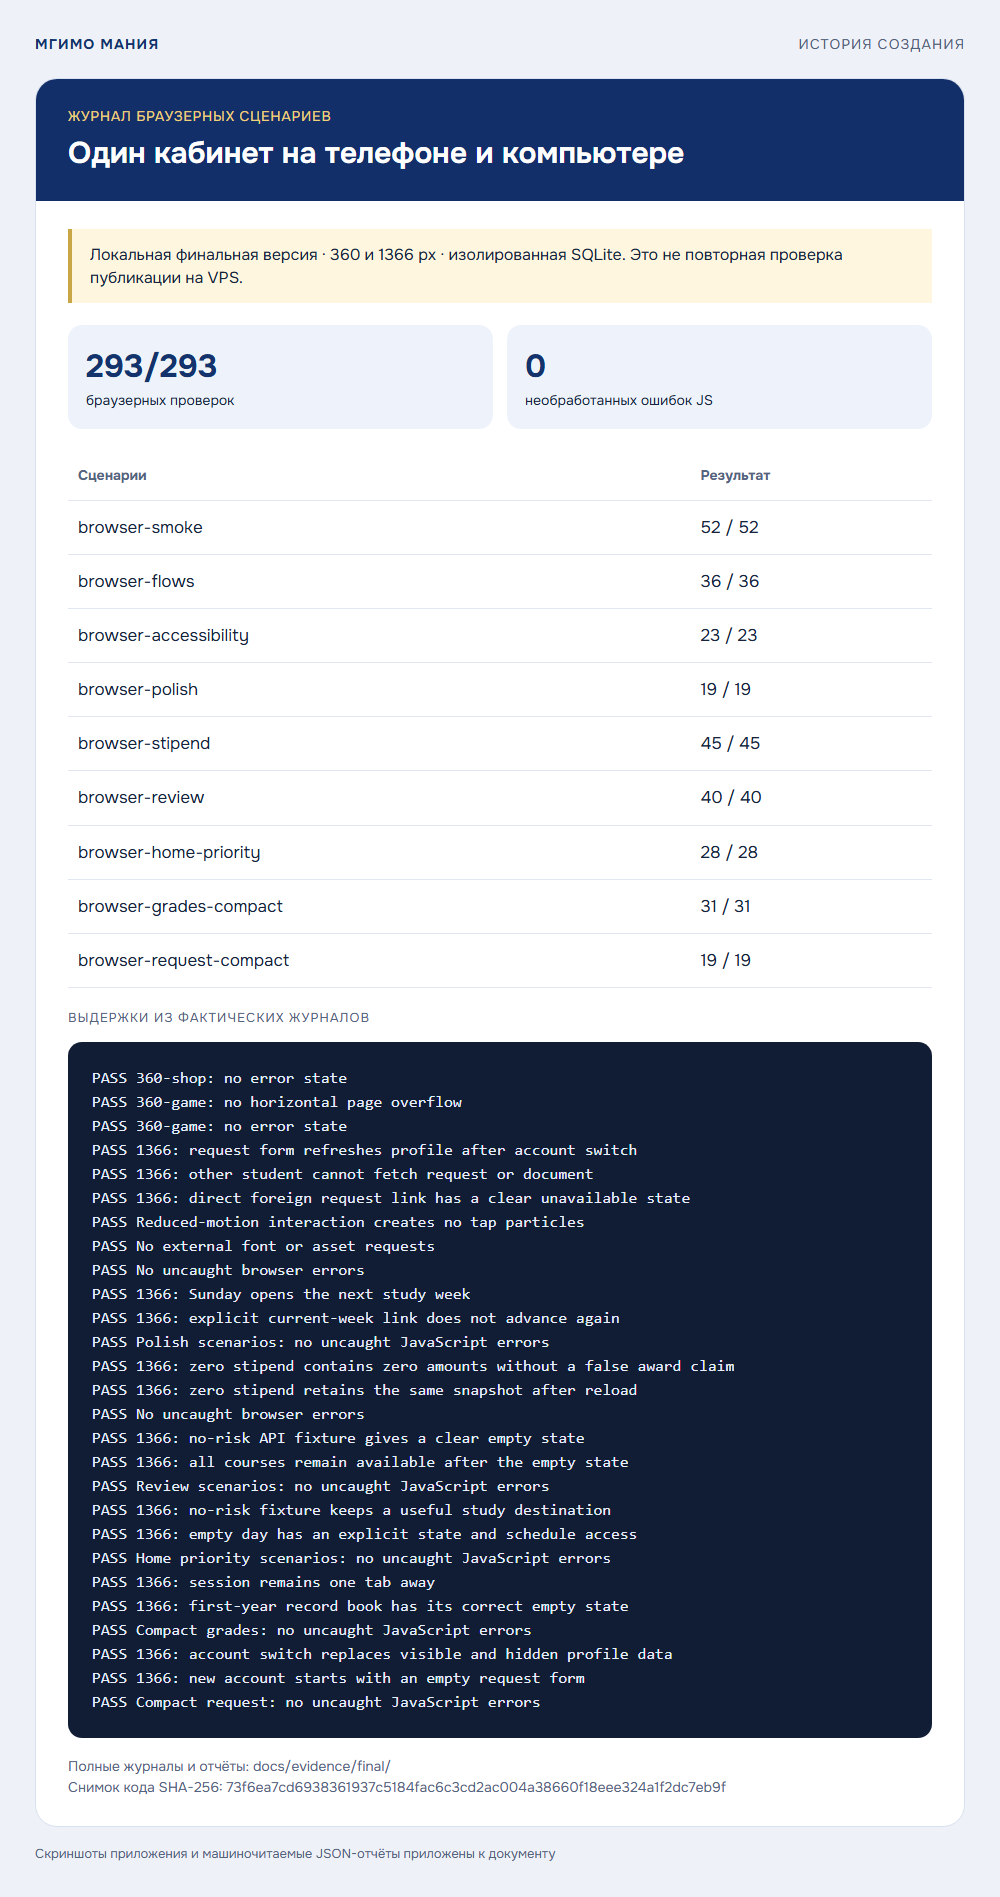 МГИМО МАНИЯ
ИСТОРИЯ СОЗДАНИЯ
ЖУРНАЛ БРАУЗЕРНЫХ СЦЕНАРИЕВ
Один кабинет на телефоне и компьютере
Локальная финальная версия · 360 и 1366 px · изолированная SQLite. Это не повторная проверка
публикации на VPS.
293/293
браузерных проверок
0
необработанных ошибок JS
Сценарии Результат
browser-smoke 52 / 52
browser-flows 36 / 36
browser-accessibility 23 / 23
browser-polish 19 / 19
browser-stipend 45 / 45
browser-review 40 / 40
browser-home-priority 28 / 28
browser-grades-compact 31 / 31
browser-request-compact 19 / 19
ВЫДЕРЖКИ ИЗ ФАКТИЧЕСКИХ ЖУРНАЛОВ
PASS 360-shop: no error state
PASS 360-game: no horizontal page overflow
PASS 360-game: no error state
PASS 1366: request form refreshes profile after account switch
PASS 1366: other student cannot fetch request or document
PASS 1366: direct foreign request link has a clear unavailable state
PASS Reduced-motion interaction creates no tap particles
PASS No external font or asset requests
PASS No uncaught browser errors
PASS 1366: Sunday opens the next study week
PASS 1366: explicit current-week link does not advance again
PASS Polish scenarios: no uncaught JavaScript errors
PASS 1366: zero stipend contains zero amounts without a false award claim
PASS 1366: zero stipend retains the same snapshot after reload
PASS No uncaught browser errors
PASS 1366: no-risk API fixture gives a clear empty state
PASS 1366: all courses remain available after the empty state
PASS Review scenarios: no uncaught JavaScript errors
PASS 1366: no-risk fixture keeps a useful study destination
PASS 1366: empty day has an explicit state and schedule access
PASS Home priority scenarios: no uncaught JavaScript errors
PASS 1366: session remains one tab away
PASS 1366: first-year record book has its correct empty state
PASS Compact grades: no uncaught JavaScript errors
PASS 1366: account switch replaces visible and hidden profile data
PASS 1366: new account starts with an empty request form
PASS Compact request: no uncaught JavaScript errors
Полные журналы и отчёты: docs/evidence/final/
Снимок кода SHA-256: 73f6ea7cd6938361937c5184fac6c3cd2ac004a38660f18eee324a1f2dc7eb9f
Скриншоты приложения и машиночитаемые JSON-отчёты приложены к документу